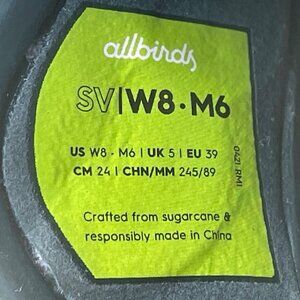 allbirds
SV|W8·M6
US W8 · M6 | UK 5 | EU 39
CM 24 | CHN/MM 245/89
Crafted from sugarcane &
responsibly made in China
0421 RM1